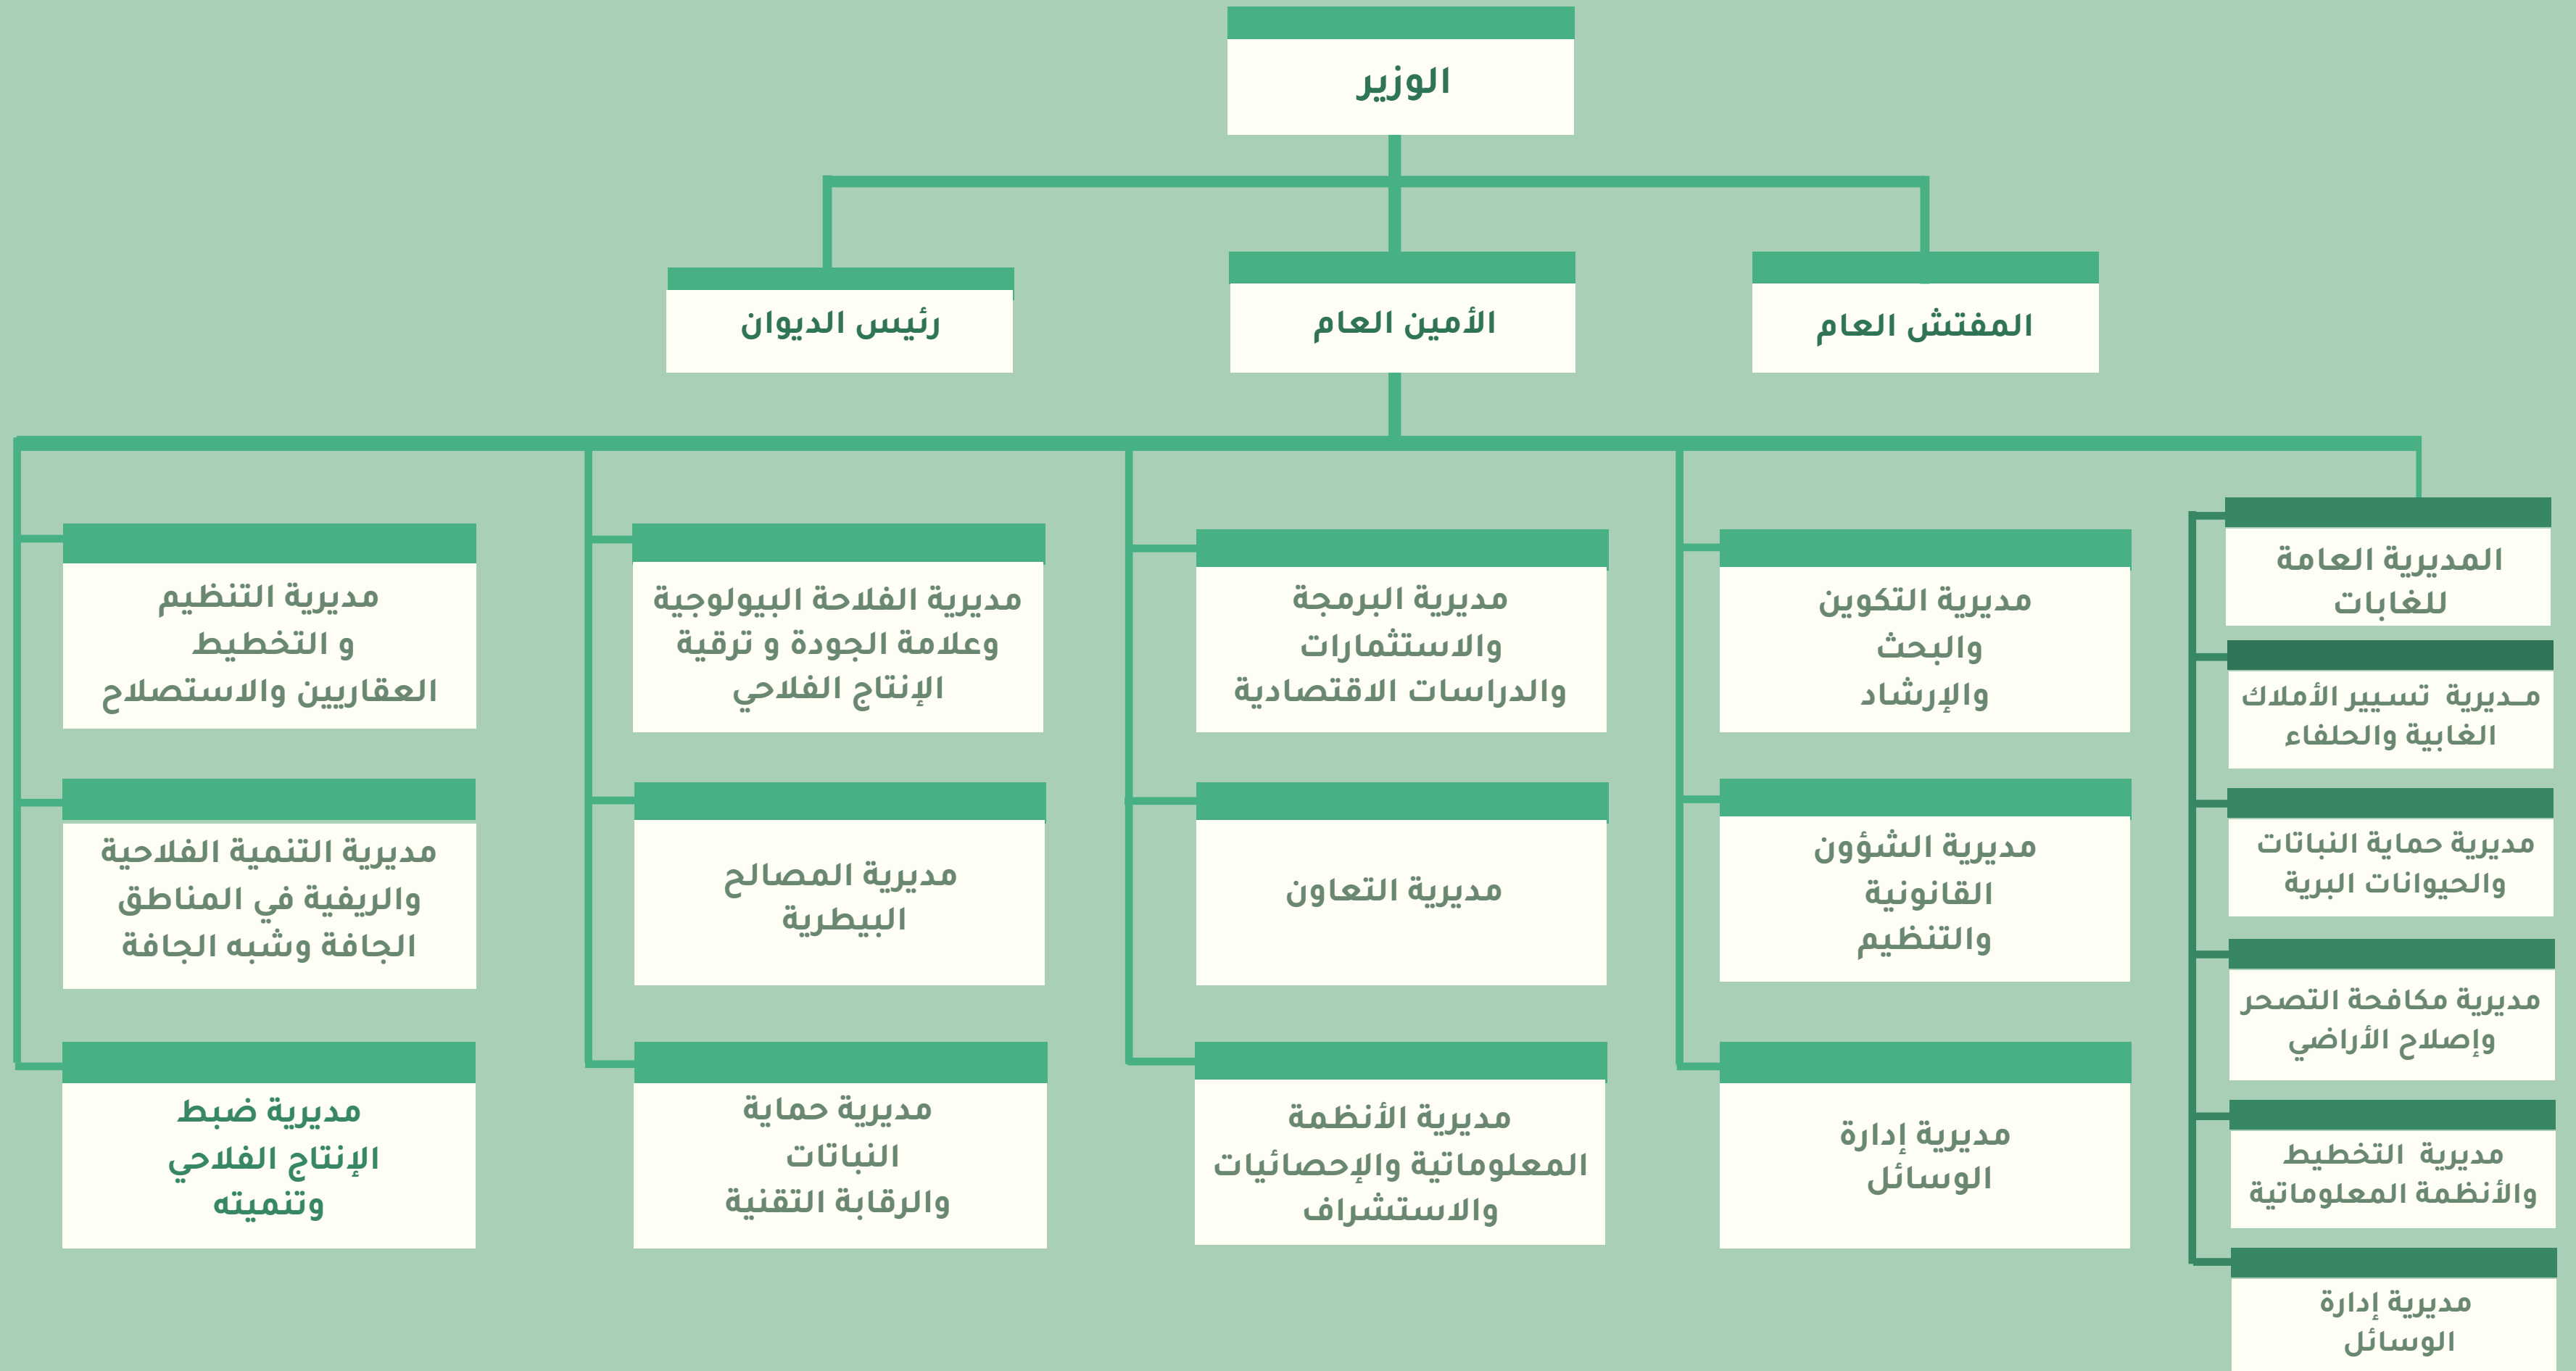 الوزير
المفتش العام
الأمين العام
رئيس الديوان
المديرية العامة
للغابات
مـديرية تسيير الأملاك
الغابية والحلفاء
مديرية حماية النباتات
والحيوانات البرية
مديرية مكافحة التصحر
وإصلاح الأراضي
مديرية التخطيط
والأنظمة المعلوماتية
مديرية إدارة
الوسائل
مديرية التكوين
والبحث
والإرشاد
مديرية الشؤون
القانونية
والتنظيم
مديرية إدارة
الوسائل
مديرية البرمجة
والاستثمارات
والدراسات الاقتصادية
مديرية التعاون
مديرية الأنظمة
المعلوماتية والإحصائيات
والاستشراف
مديرية الفلاحة البيولوجية
وعلامة الجودة و ترقية
الإنتاج الفلاحي
مديرية المصالح
البيطرية
مديرية حماية
النباتات
والرقابة التقنية
مديرية التنظيم
و التخطيط
العقاريين والاستصلاح
مديرية التنمية الفلاحية
والريفية في المناطق
الجافة وشبه الجافة
مديرية ضبط
الإنتاج الفلاحي
وتنميته